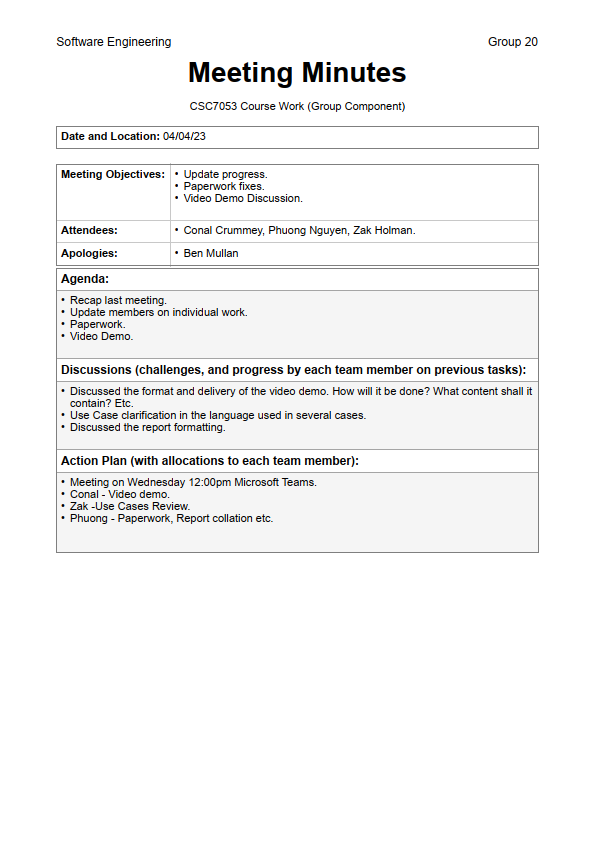 Software Engineering Group 20
Meeting Minutes
CSC7053 Course Work (Group Component)
Date and Location: 04/04/23
Meeting Objectives:
• Update progress.
• Paperwork fixes.
• Video Demo Discussion.
Attendees:
• Conal Crummey, Phuong Nguyen, Zak Holman.
Apologies:
• Ben Mullan
Agenda:
• Recap last meeting.
• Update members on individual work.
• Paperwork.
• Video Demo.
Discussions (challenges, and progress by each team member on previous tasks):
• Discussed the format and delivery of the video demo. How will it be done? What content shall it
contain? Etc.
• Use Case clarification in the language used in several cases.
• Discussed the report formatting.
Action Plan (with allocations to each team member):
• Meeting on Wednesday 12:00pm Microsoft Teams.
• Conal - Video demo.
• Zak -Use Cases Review.
• Phuong - Paperwork, Report collation etc.